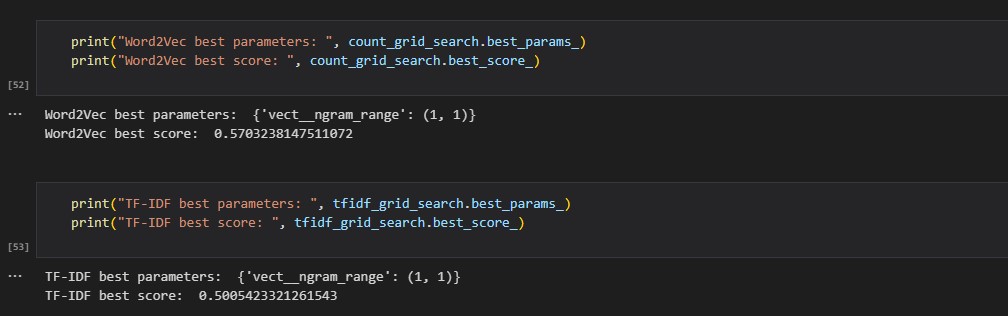 print("Word2Vec best parameters: ", count_grid_search.best_params_)
print("Word2Vec best score: ", count_grid_search.best_score_)
[52]
... Word2Vec best parameters:  {'vect__ngram_range': (1, 1)}
Word2Vec best score:  0.5703238147511072
print("TF-IDF best parameters: ", tfidf_grid_search.best_params_)
print("TF-IDF best score: ", tfidf_grid_search.best_score_)
[53]
... TF-IDF best parameters:  {'vect__ngram_range': (1, 1)}
TF-IDF best score:  0.5005423321261543